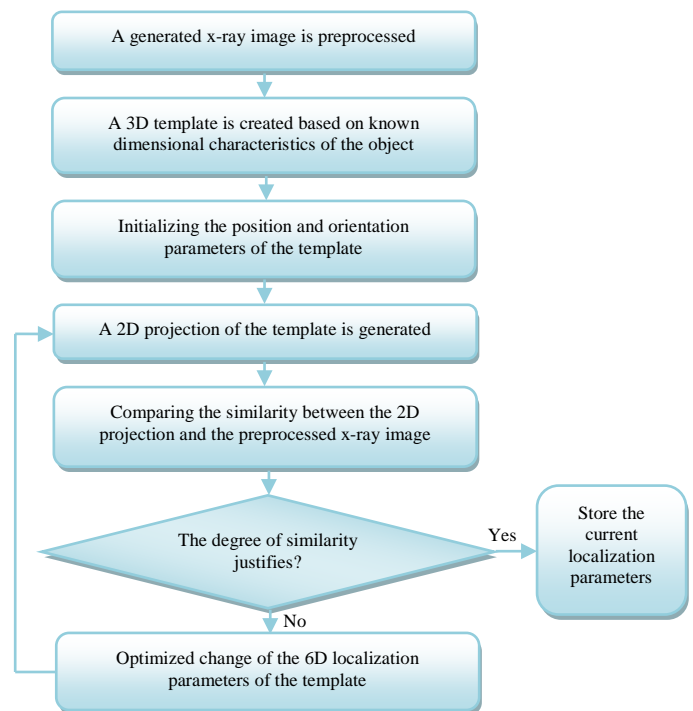 A generated x-ray image is preprocessed
A 3D template is created based on known
dimensional characteristics of the object
Initializing the position and orientation
parameters of the template
A 2D projection of the template is generated
Comparing the similarity between the 2D
projection and the preprocessed x-ray image
The degree of similarity
justifies?
Yes
Store the
current
localization
parameters
No
Optimized change of the 6D localization
parameters of the template